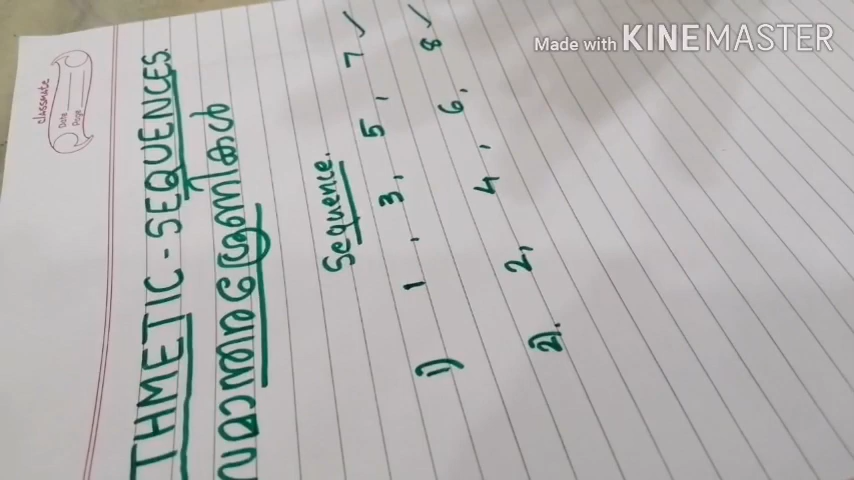 Made with KINEMASTER
classmate
Date
Page
THMETIC - SEQUENCES.
സമാന്തരശ്രേണികൾ
Sequence.
1) 1, 3, 5, 7 ✓
2). 2, 4, 6, 8 ✓